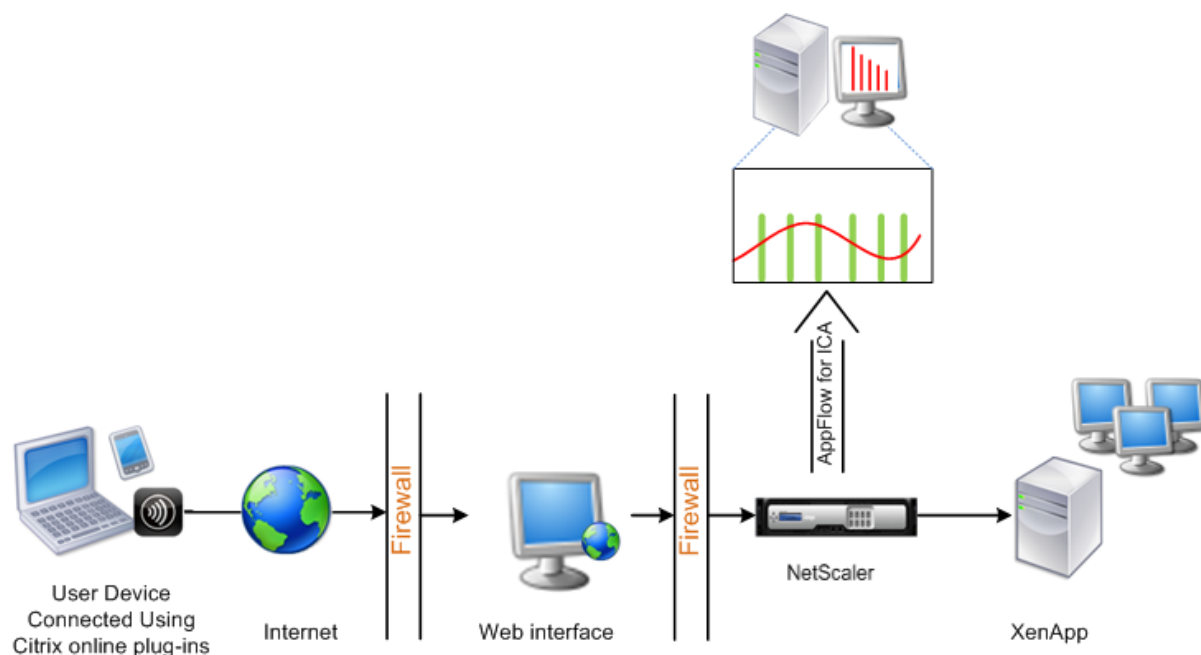 AppFlow for ICA
Firewall
Firewall
NetScaler
User Device
Connected Using
Citrix online plug-ins
Internet
Web interface
XenApp